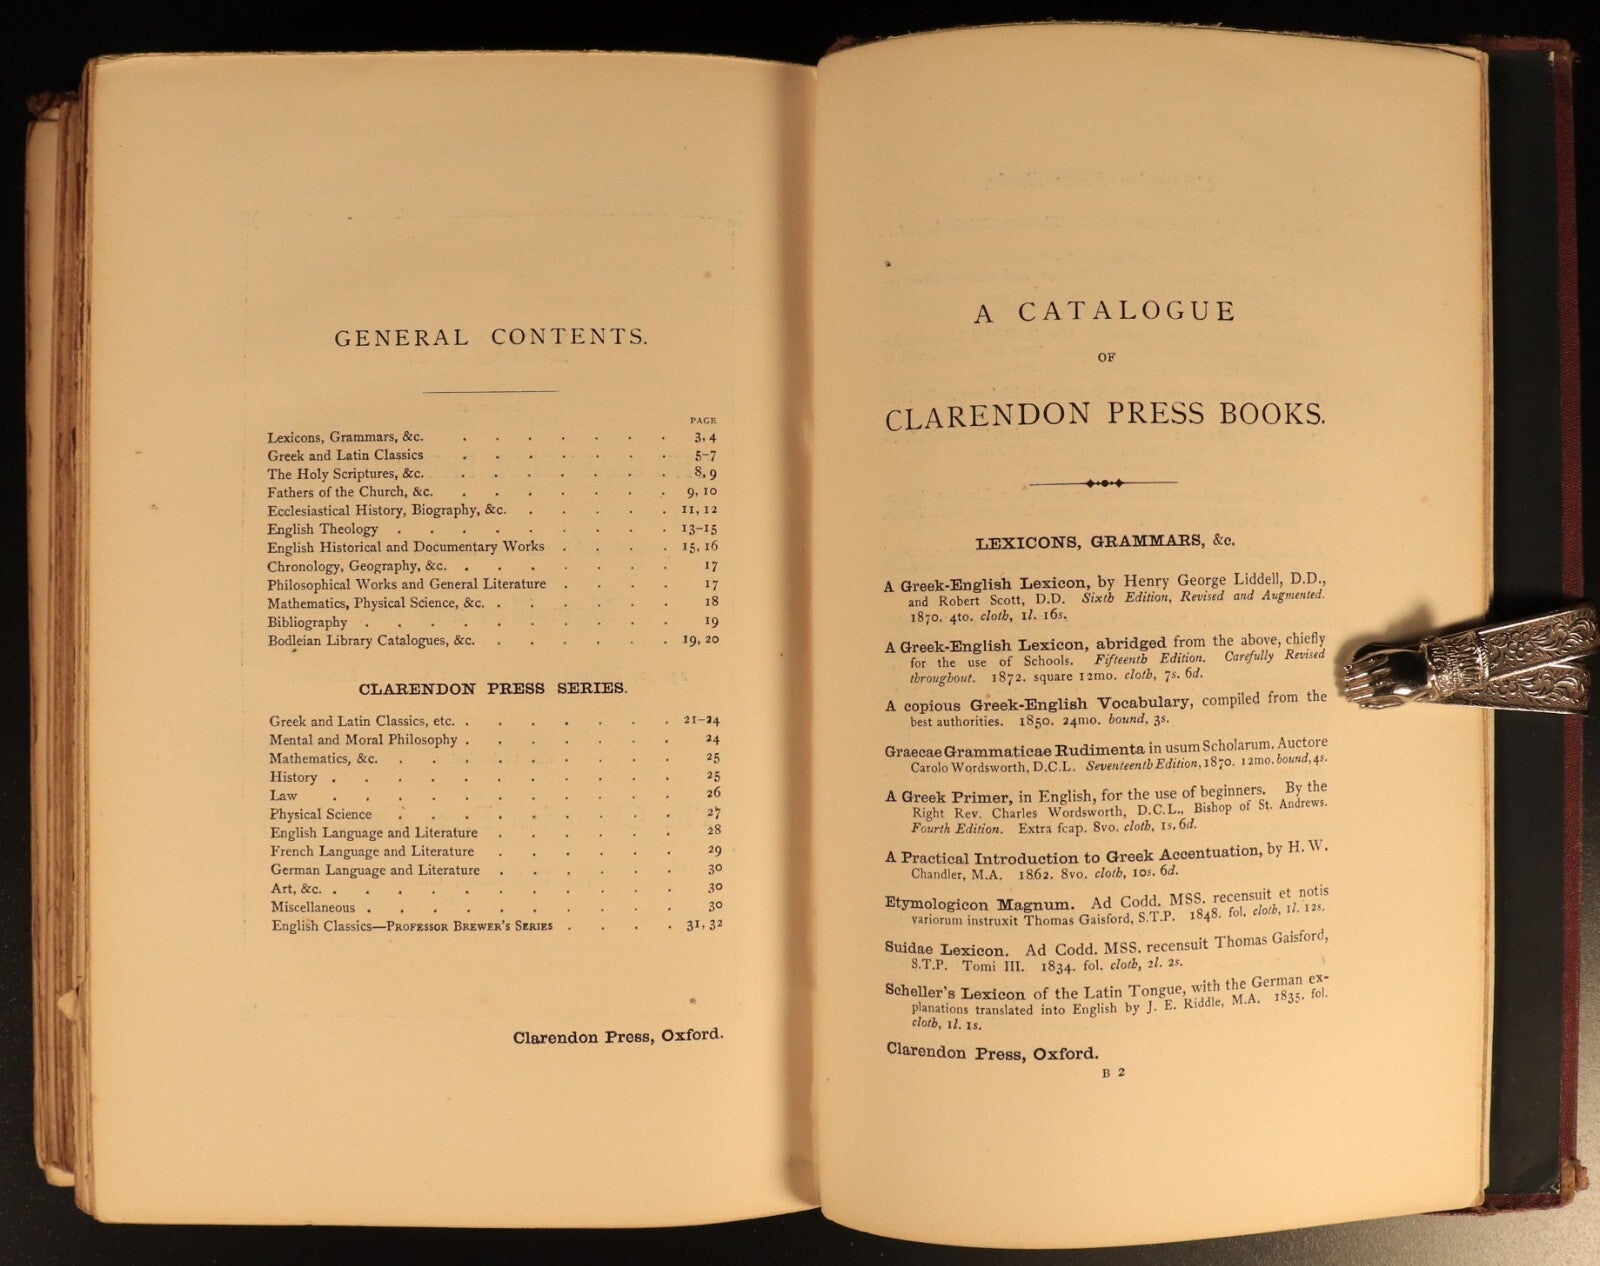 GENERAL CONTENTS.
PAGE
Lexicons, Grammars, &c. . . . . . . . 3, 4
Greek and Latin Classics . . . . . . . 5-7
The Holy Scriptures, &c. . . . . . . . 8, 9
Fathers of the Church, &c. . . . . . . . 9, 10
Ecclesiastical History, Biography, &c. . . . . . 11, 12
English Theology . . . . . . . . . 13-15
English Historical and Documentary Works . . . . 15, 16
Chronology, Geography, &c. . . . . . . . 17
Philosophical Works and General Literature . . . . 17
Mathematics, Physical Science, &c. . . . . . . 18
Bibliography . . . . . . . . . . 19
Bodleian Library Catalogues, &c. . . . . . . 19, 20
CLARENDON PRESS SERIES.
Greek and Latin Classics, etc. . . . . . . . 21-24
Mental and Moral Philosophy . . . . . . . 24
Mathematics, &c. . . . . . . . . . 25
History . . . . . . . . . . . 25
Law . . . . . . . . . . . 26
Physical Science . . . . . . . . . 27
English Language and Literature . . . . . . 28
French Language and Literature . . . . . . 29
German Language and Literature . . . . . . 30
Art, &c. . . . . . . . . . . . 30
Miscellaneous . . . . . . . . . . 30
English Classics—PROFESSOR BREWER'S SERIES . . . . 31, 32
Clarendon Press, Oxford.
A CATALOGUE
OF
CLARENDON PRESS BOOKS.
LEXICONS, GRAMMARS, &c.
A Greek-English Lexicon, by Henry George Liddell, D.D.,
and Robert Scott, D.D. Sixth Edition, Revised and Augmented.
1870. 4to. cloth, 1l. 16s.
A Greek-English Lexicon, abridged from the above, chiefly
for the use of Schools. Fifteenth Edition. Carefully Revised
throughout. 1872. square 12mo. cloth, 7s. 6d.
A copious Greek-English Vocabulary, compiled from the
best authorities. 1850. 24mo. bound, 3s.
Graecae Grammaticae Rudimenta in usum Scholarum. Auctore
Carolo Wordsworth, D.C.L. Seventeenth Edition, 1870. 12mo. bound, 4s.
A Greek Primer, in English, for the use of beginners. By the
Right Rev. Charles Wordsworth, D.C.L., Bishop of St. Andrews.
Fourth Edition. Extra fcap. 8vo. cloth, 1s. 6d.
A Practical Introduction to Greek Accentuation, by H. W.
Chandler, M.A. 1862. 8vo. cloth, 10s. 6d.
Etymologicon Magnum. Ad Codd. MSS. recensuit et notis
variorum instruxit Thomas Gaisford, S.T.P. 1848. fol. cloth, 1l. 12s.
Suidae Lexicon. Ad Codd. MSS. recensuit Thomas Gaisford,
S.T.P. Tomi III. 1834. fol. cloth, 2l. 2s.
Scheller's Lexicon of the Latin Tongue, with the German ex-
planations translated into English by J. E. Riddle, M.A. 1835. fol.
cloth, 1l. 1s.
Clarendon Press, Oxford.
B 2